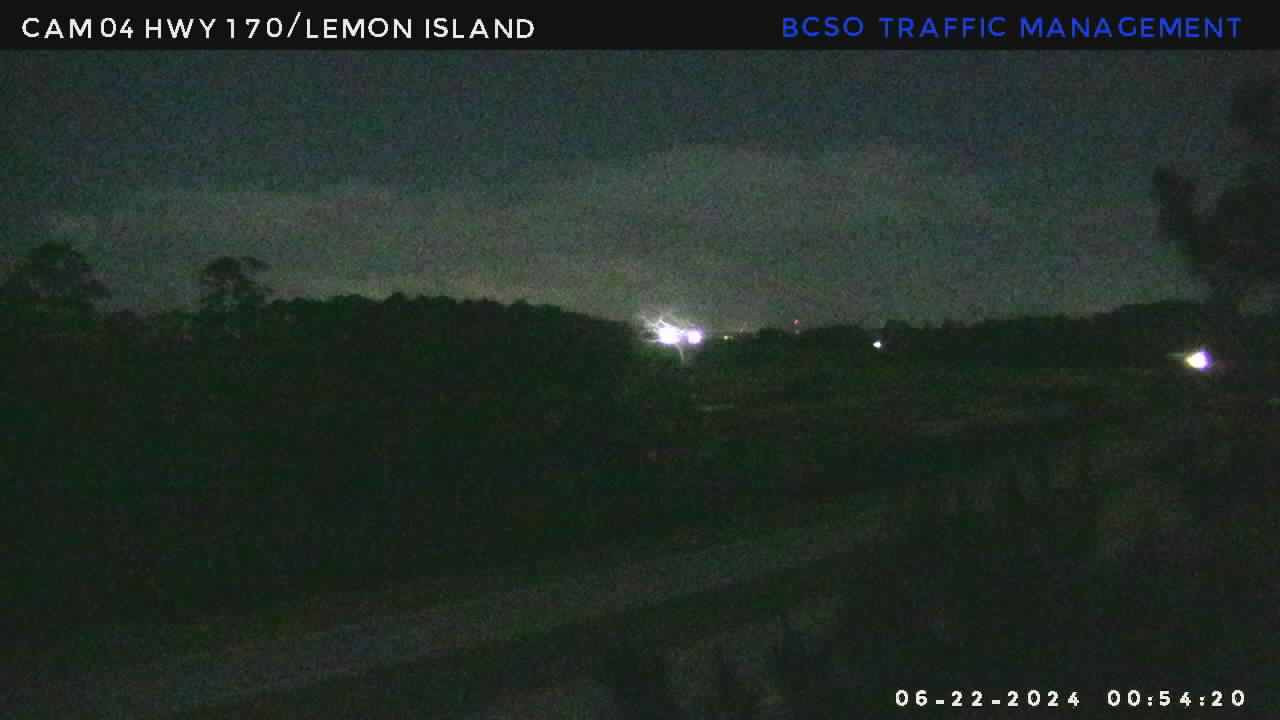 CAM04 HWY 170/LEMON ISLAND
BCSO TRAFFIC MANAGEMENT
06-22-2024 00:54:20